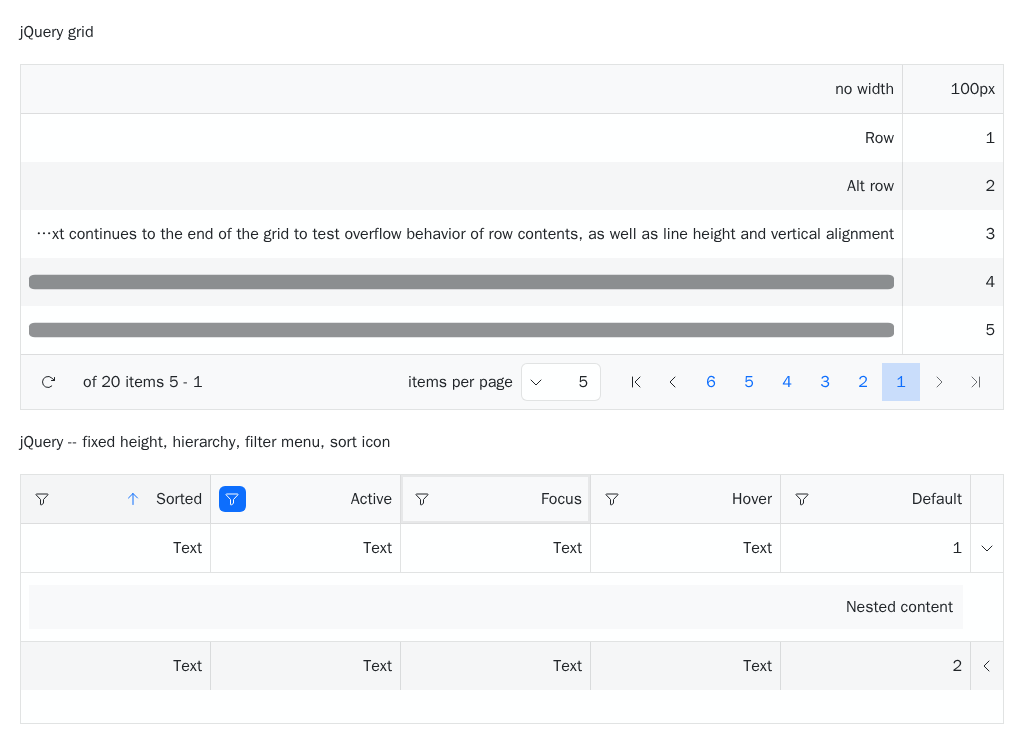 jQuery grid
no width 100px
Row 1
Alt row 2
…xt continues to the end of the grid to test overflow behavior of row contents, as well as line height and vertical alignment 3
4
5
of 20 items 5 - 1 items per page 5 6 5 4 3 2 1
jQuery -- fixed height, hierarchy, filter menu, sort icon
Sorted Active Focus Hover Default
Text Text Text Text 1
Nested content
Text Text Text Text 2